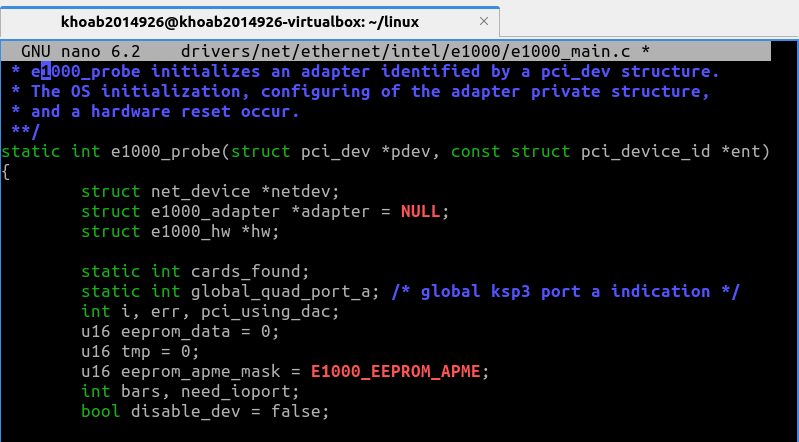 khoab2014926@khoab2014926-virtualbox: ~/linux ×
GNU nano 6.2 drivers/net/ethernet/intel/e1000/e1000_main.c *
* e1000_probe initializes an adapter identified by a pci_dev structure.
* The OS initialization, configuring of the adapter private structure,
* and a hardware reset occur.
**/
static int e1000_probe(struct pci_dev *pdev, const struct pci_device_id *ent)
{
struct net_device *netdev;
struct e1000_adapter *adapter = NULL;
struct e1000_hw *hw;
static int cards_found;
static int global_quad_port_a; /* global ksp3 port a indication */
int i, err, pci_using_dac;
u16 eeprom_data = 0;
u16 tmp = 0;
u16 eeprom_apme_mask = E1000_EEPROM_APME;
int bars, need_ioport;
bool disable_dev = false;